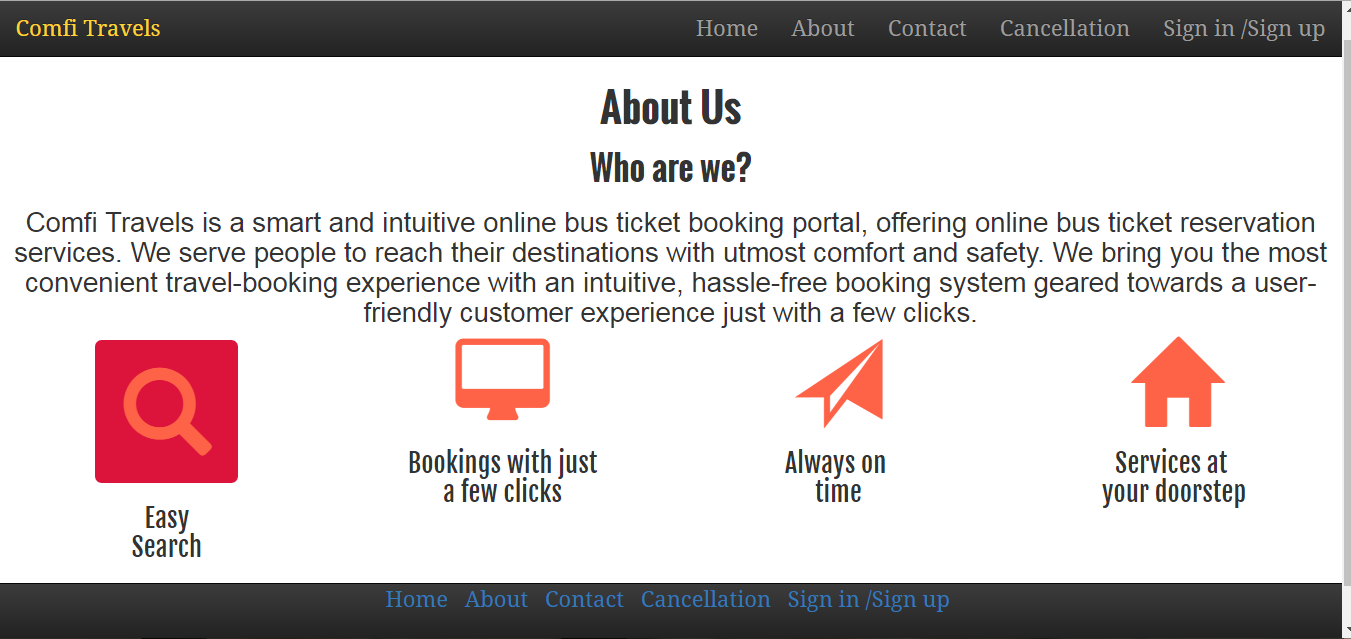 Comfi Travels Home About Contact Cancellation Sign in /Sign up
About Us
Who are we?
Comfi Travels is a smart and intuitive online bus ticket booking portal, offering online bus ticket reservation
services. We serve people to reach their destinations with utmost comfort and safety. We bring you the most
convenient travel-booking experience with an intuitive, hassle-free booking system geared towards a user-
friendly customer experience just with a few clicks.
Easy
Search
Bookings with just
a few clicks
Always on
time
Services at
your doorstep
Home About Contact Cancellation Sign in /Sign up